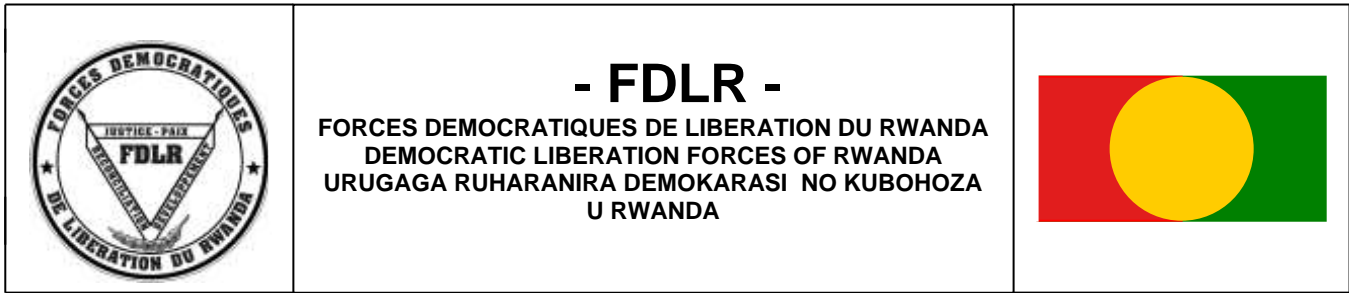 FORCES DEMOCRATIQUES
DE LIBERATION DU RWANDA
JUSTICE - PAIX
FDLR
RECONCILIATION
DEVELOPPEMENT
- FDLR -
FORCES DEMOCRATIQUES DE LIBERATION DU RWANDA
DEMOCRATIC LIBERATION FORCES OF RWANDA
URUGAGA RUHARANIRA DEMOKARASI NO KUBOHOZA
U RWANDA